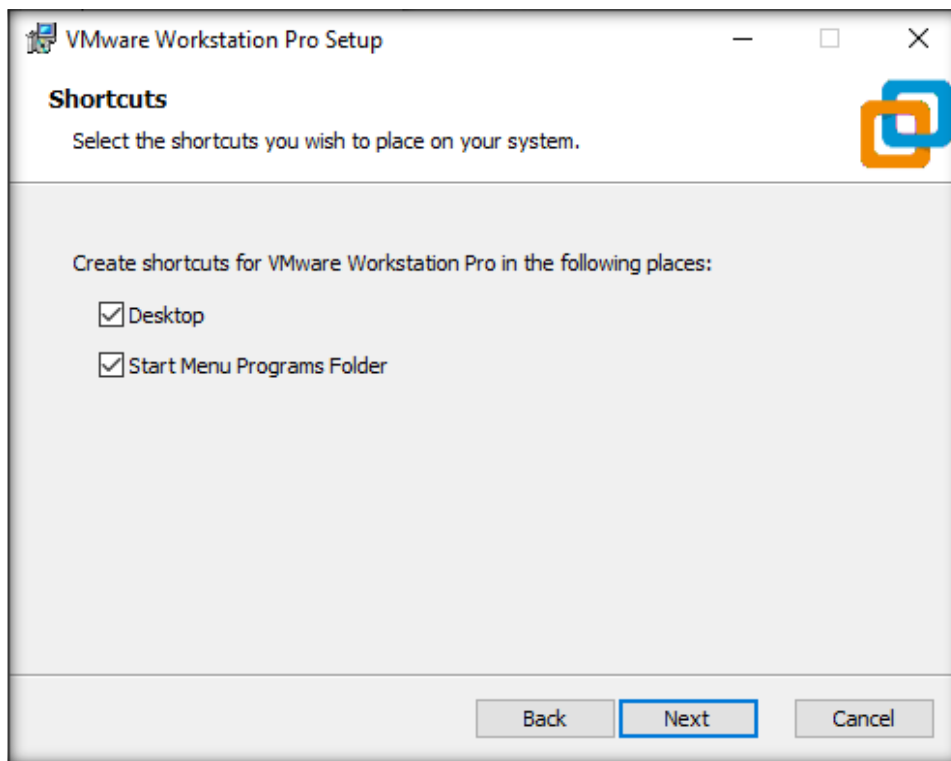 VMware Workstation Pro Setup
Shortcuts
Select the shortcuts you wish to place on your system.
Create shortcuts for VMware Workstation Pro in the following places:
Desktop
Start Menu Programs Folder
Back Next Cancel